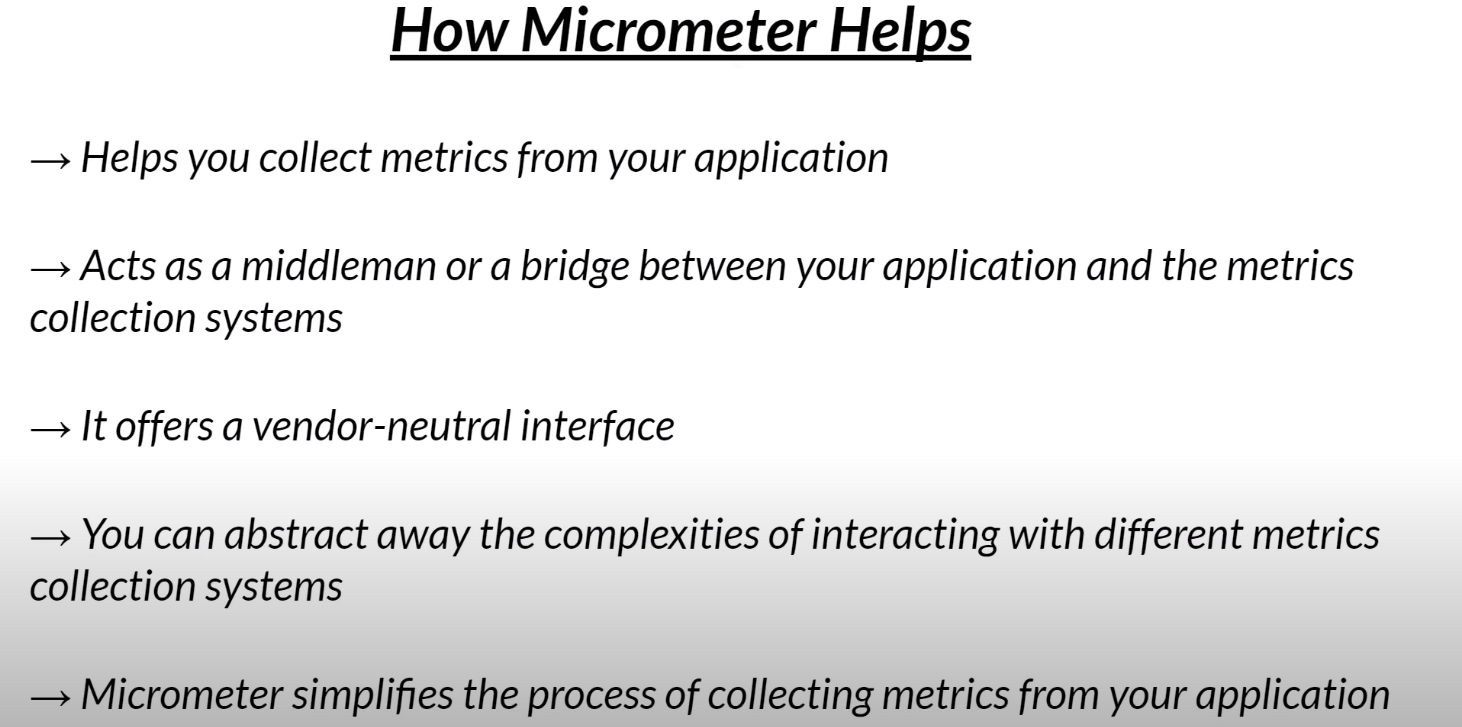 How Micrometer Helps
→ Helps you collect metrics from your application
→ Acts as a middleman or a bridge between your application and the metrics
collection systems
→ It offers a vendor-neutral interface
→ You can abstract away the complexities of interacting with different metrics
collection systems
→ Micrometer simplifies the process of collecting metrics from your application